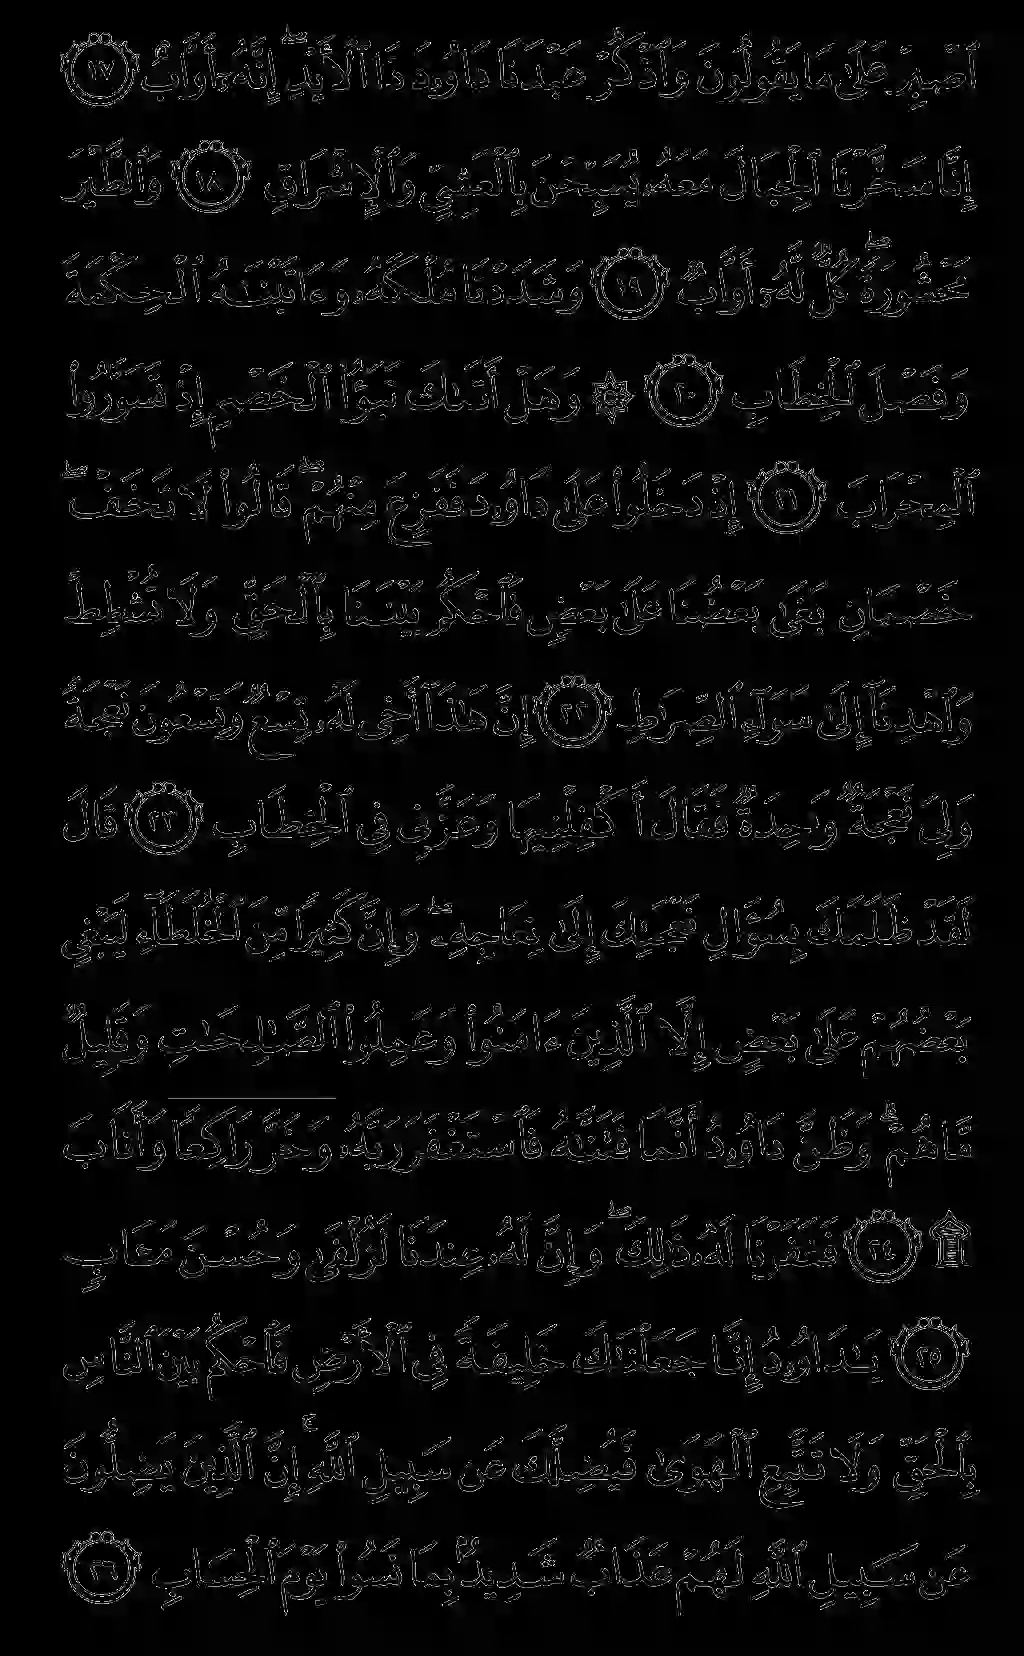 ٱصۡبِرۡ عَلَىٰ مَا يَقُولُونَ وَٱذۡكُرۡ عَبۡدَنَا دَاوُۥدَ ذَا ٱلۡأَيۡدِۖ إِنَّهُۥٓ أَوَّابٌ ١٧
إِنَّا سَخَّرۡنَا ٱلۡجِبَالَ مَعَهُۥ يُسَبِّحۡنَ بِٱلۡعَشِيِّ وَٱلۡإِشۡرَاقِ ١٨ وَٱلطَّيۡرَ
مَحۡشُورَةٗۖ كُلّٞ لَّهُۥٓ أَوَّابٞ ١٩ وَشَدَدۡنَا مُلۡكَهُۥ وَءَاتَيۡنَٰهُ ٱلۡحِكۡمَةَ
وَفَصۡلَ ٱلۡخِطَابِ ٢٠ ۞ وَهَلۡ أَتَىٰكَ نَبَؤُاْ ٱلۡخَصۡمِ إِذۡ تَسَوَّرُواْ
ٱلۡمِحۡرَابَ ٢١ إِذۡ دَخَلُواْ عَلَىٰ دَاوُۥدَ فَفَزِعَ مِنۡهُمۡۖ قَالُواْ لَا تَخَفۡۖ
خَصۡمَانِ بَغَىٰ بَعۡضُنَا عَلَىٰ بَعۡضٖ فَٱحۡكُم بَيۡنَنَا بِٱلۡحَقِّ وَلَا تُشۡطِطۡ
وَٱهۡدِنَآ إِلَىٰ سَوَآءِ ٱلصِّرَٰطِ ٢٢ إِنَّ هَٰذَآ أَخِي لَهُۥ تِسۡعٞ وَتِسۡعُونَ نَعۡجَةٗ
وَلِيَ نَعۡجَةٞ وَٰحِدَةٞ فَقَالَ أَكۡفِلۡنِيهَا وَعَزَّنِي فِي ٱلۡخِطَابِ ٢٣ قَالَ
لَقَدۡ ظَلَمَكَ بِسُؤَالِ نَعۡجَتِكَ إِلَىٰ نِعَاجِهِۦۖ وَإِنَّ كَثِيرٗا مِّنَ ٱلۡخُلَطَآءِ لَيَبۡغِي
بَعۡضُهُمۡ عَلَىٰ بَعۡضٍ إِلَّا ٱلَّذِينَ ءَامَنُواْ وَعَمِلُواْ ٱلصَّٰلِحَٰتِ وَقَلِيلٞ
مَّا هُمۡۗ وَظَنَّ دَاوُۥدُ أَنَّمَا فَتَنَّٰهُ فَٱسۡتَغۡفَرَ رَبَّهُۥ وَخَرَّۤ رَاكِعٗاۤ وَأَنَابَ
۩ ٢٤ فَغَفَرۡنَا لَهُۥ ذَٰلِكَۖ وَإِنَّ لَهُۥ عِندَنَا لَزُلۡفَىٰ وَحُسۡنَ مَـَٔابٖ
٢٥ يَٰدَاوُۥدُ إِنَّا جَعَلۡنَٰكَ خَلِيفَةٗ فِي ٱلۡأَرۡضِ فَٱحۡكُم بَيۡنَ ٱلنَّاسِ
بِٱلۡحَقِّ وَلَا تَتَّبِعِ ٱلۡهَوَىٰ فَيُضِلَّكَ عَن سَبِيلِ ٱللَّهِۚ إِنَّ ٱلَّذِينَ يَضِلُّونَ
عَن سَبِيلِ ٱللَّهِ لَهُمۡ عَذَابٞ شَدِيدُۢ بِمَا نَسُواْ يَوۡمَ ٱلۡحِسَابِ ٢٦